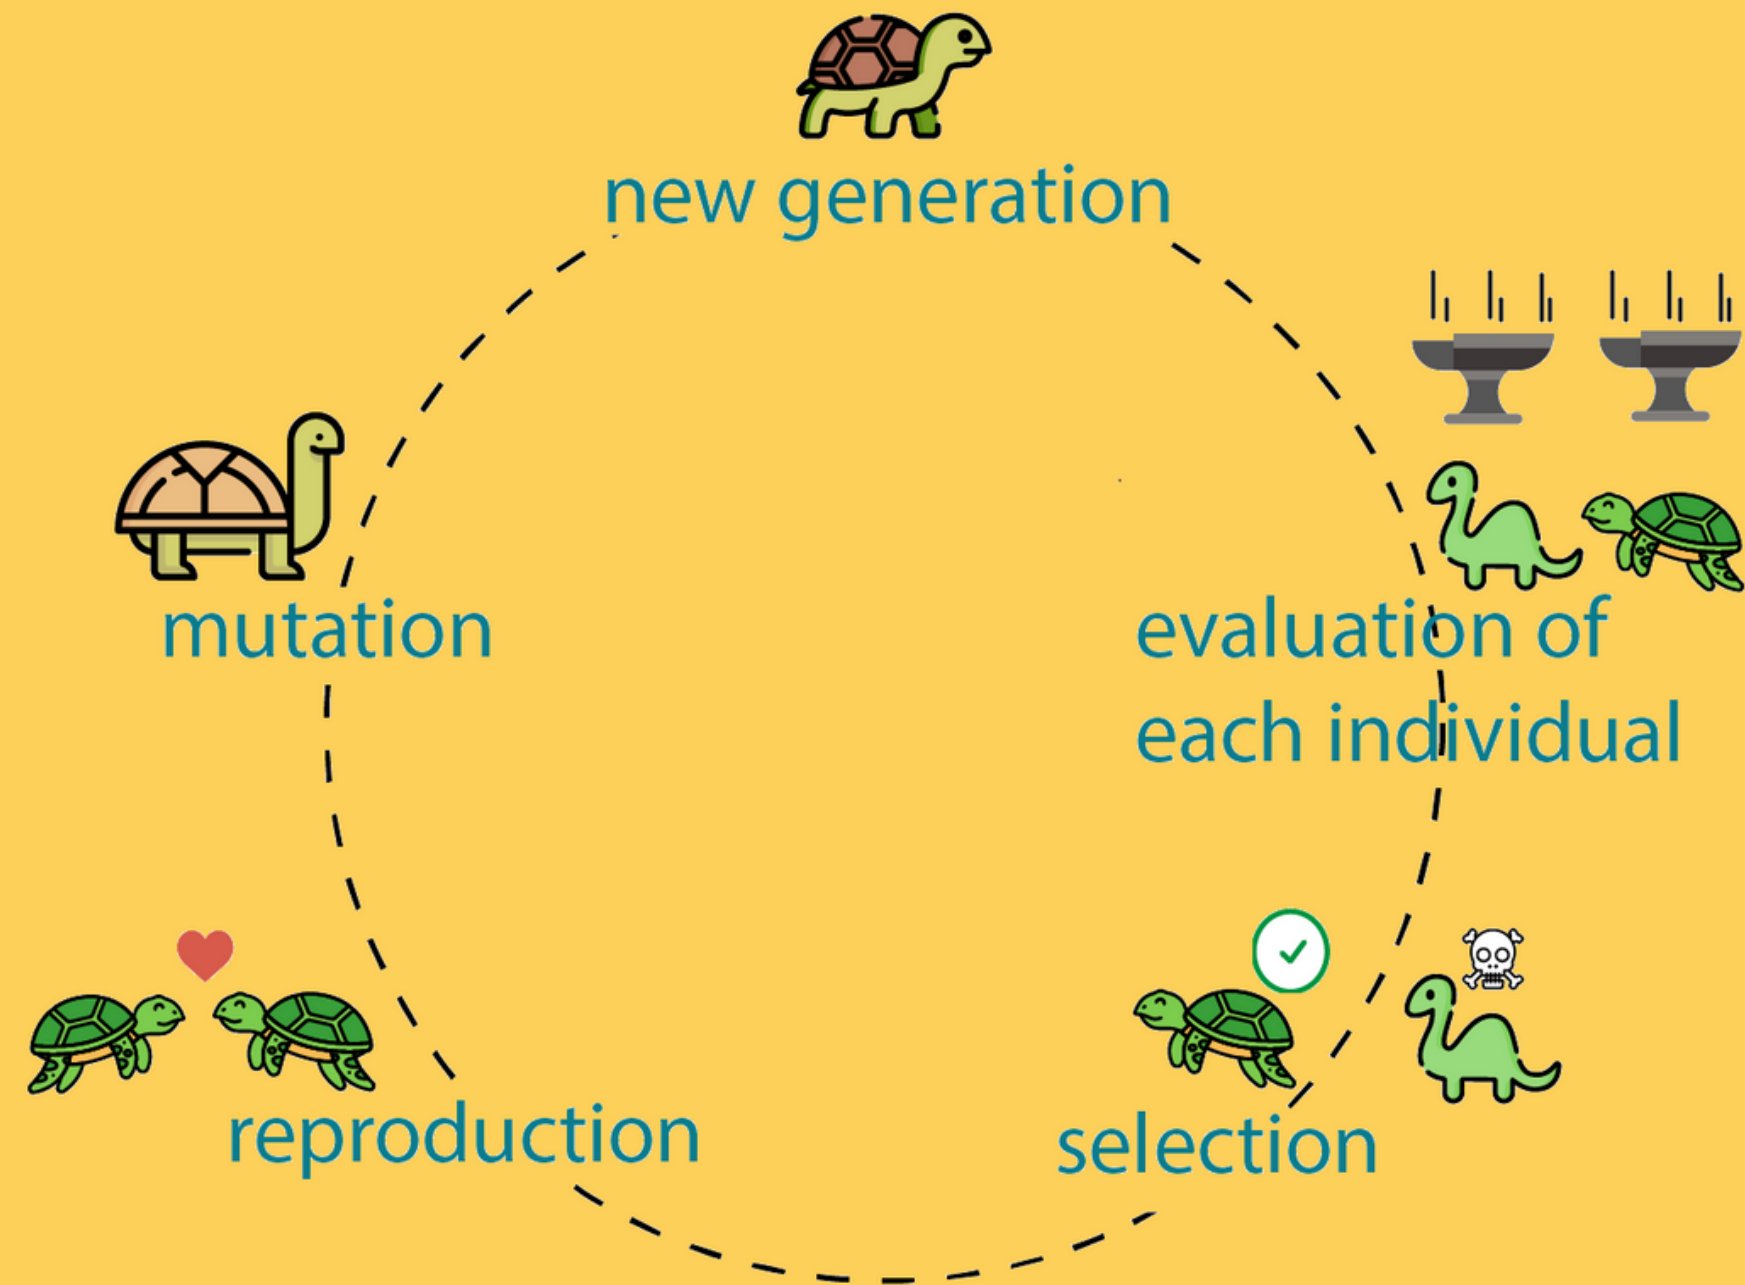 new generation
mutation
evaluation of
each individual
reproduction
selection